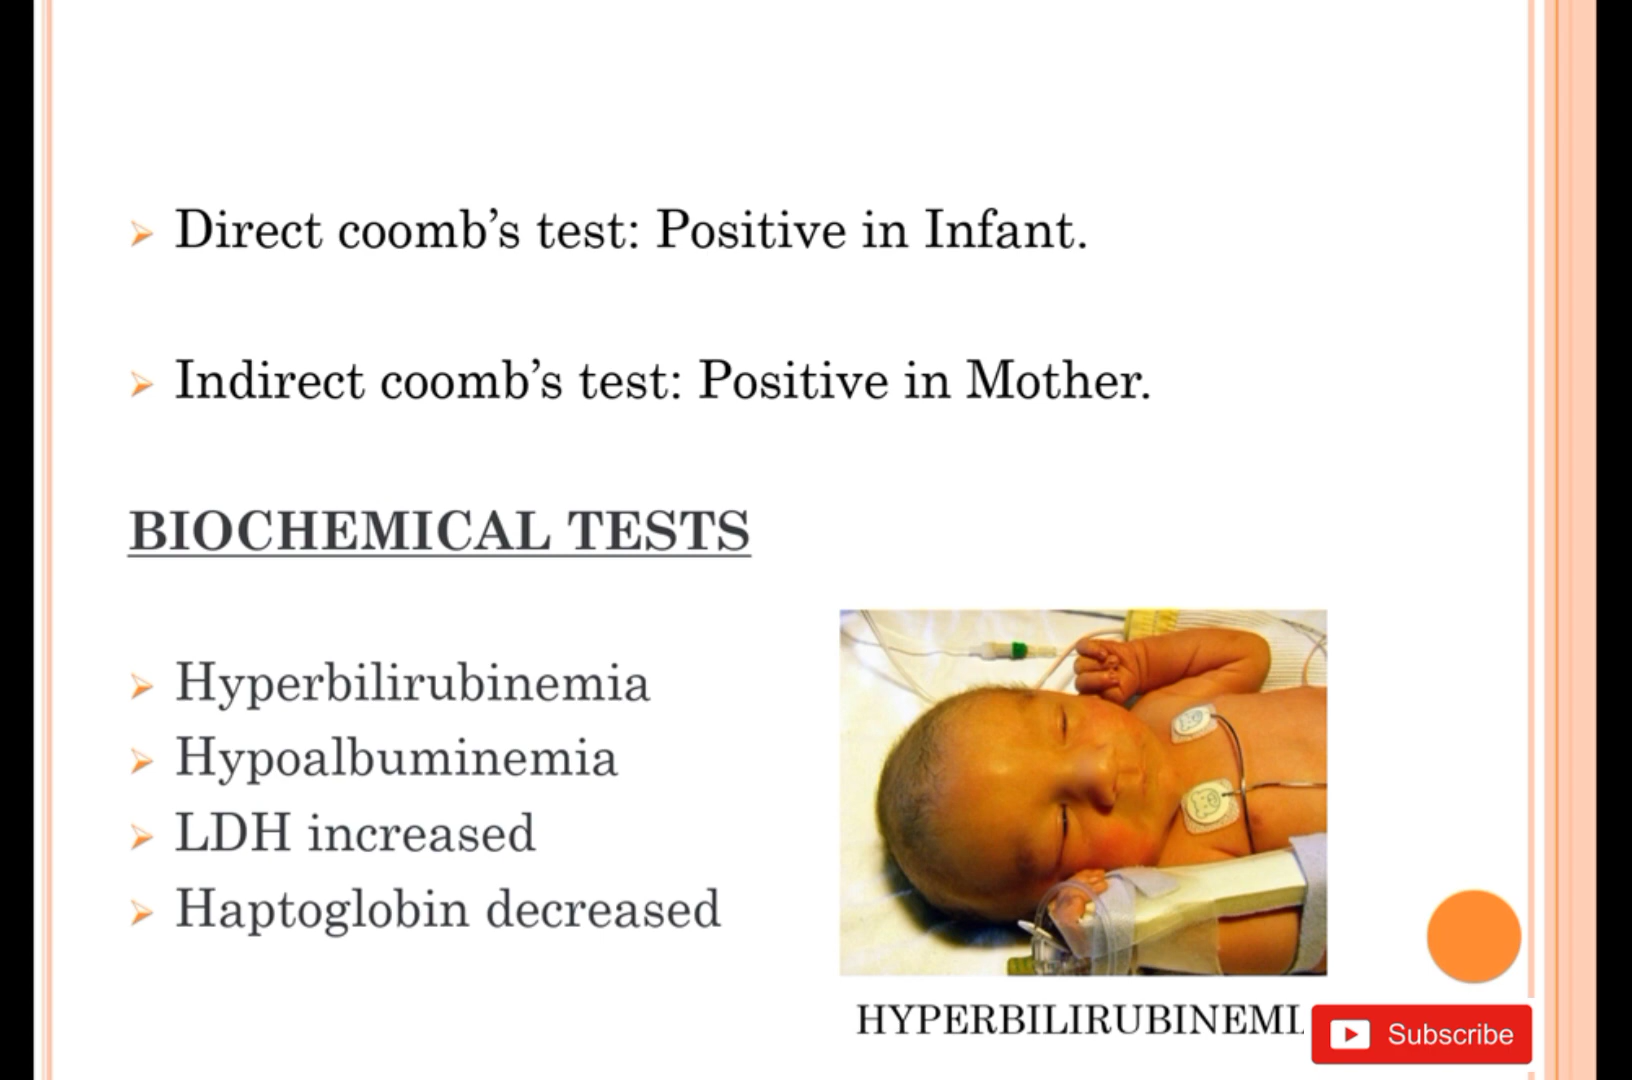 Direct coomb’s test: Positive in Infant.
Indirect coomb’s test: Positive in Mother.
BIOCHEMICAL TESTS
Hyperbilirubinemia
Hypoalbuminemia
LDH increased
Haptoglobin decreased
HYPERBILIRUBINEMI
Subscribe